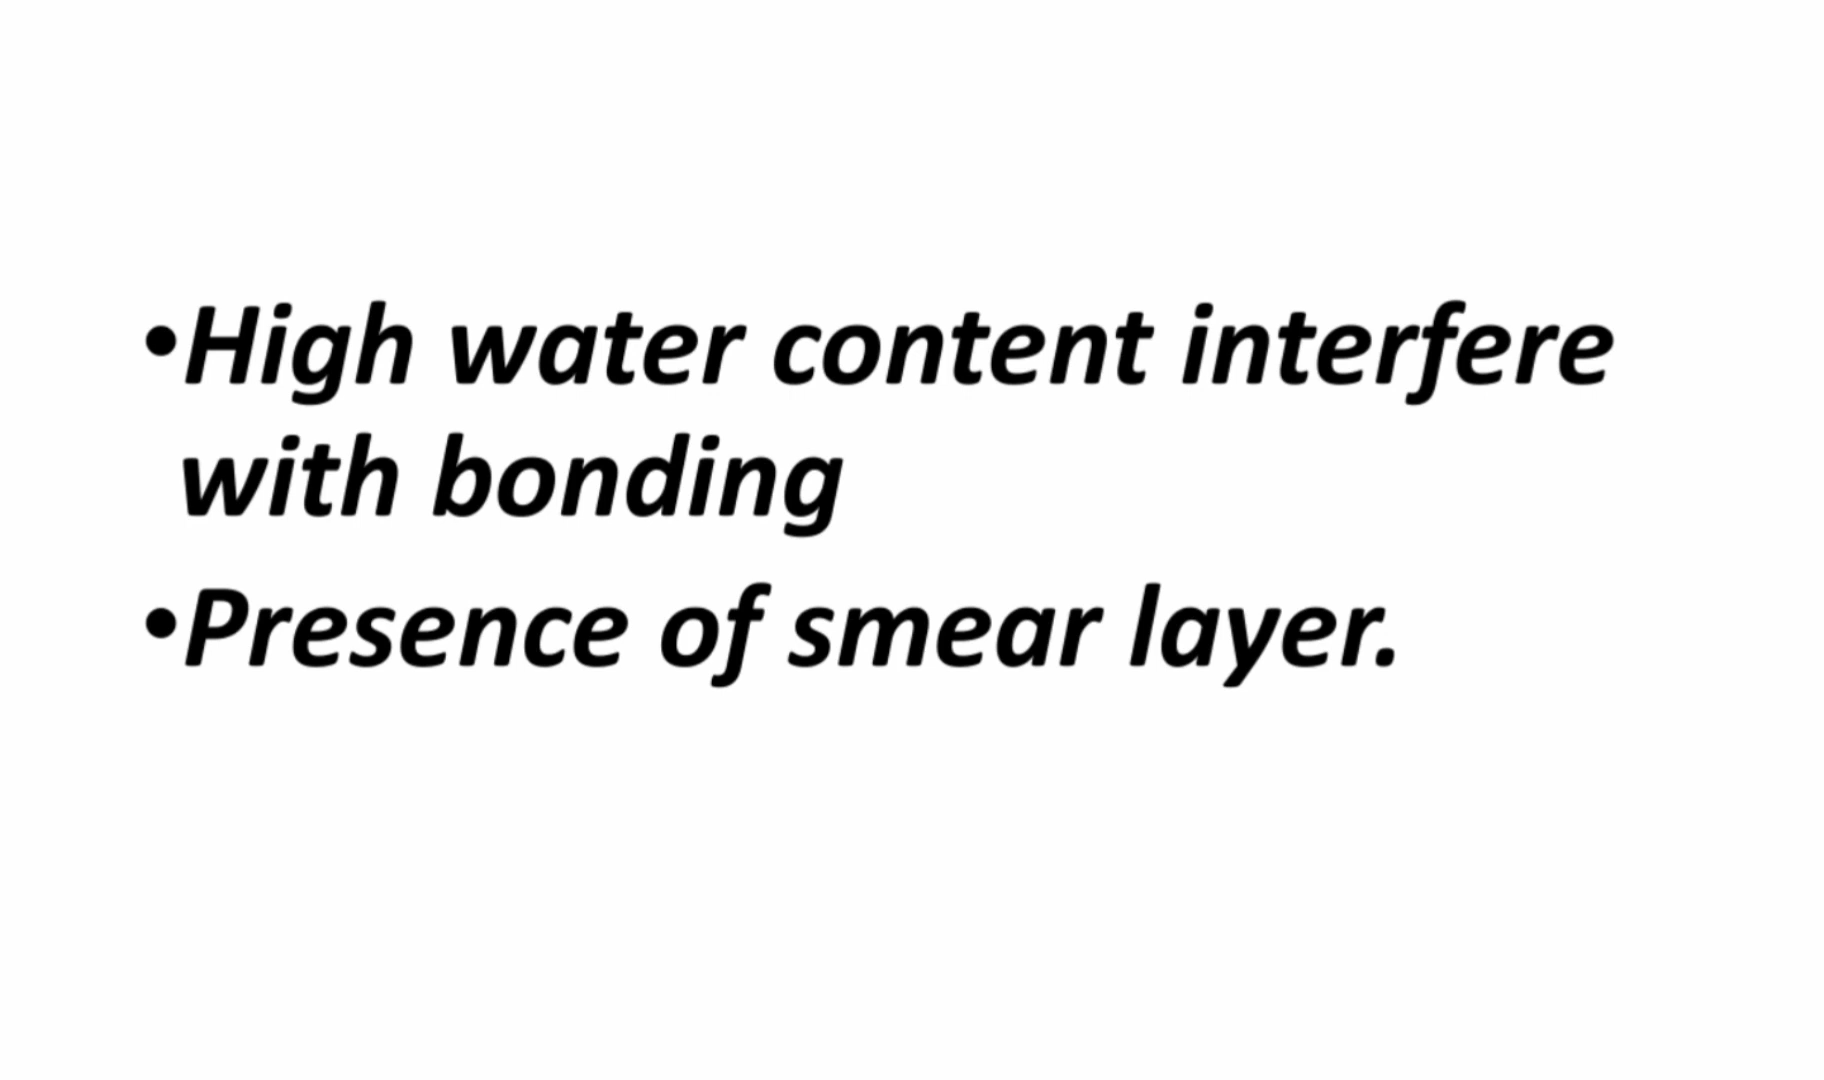 •High water content interfere
with bonding
•Presence of smear layer.